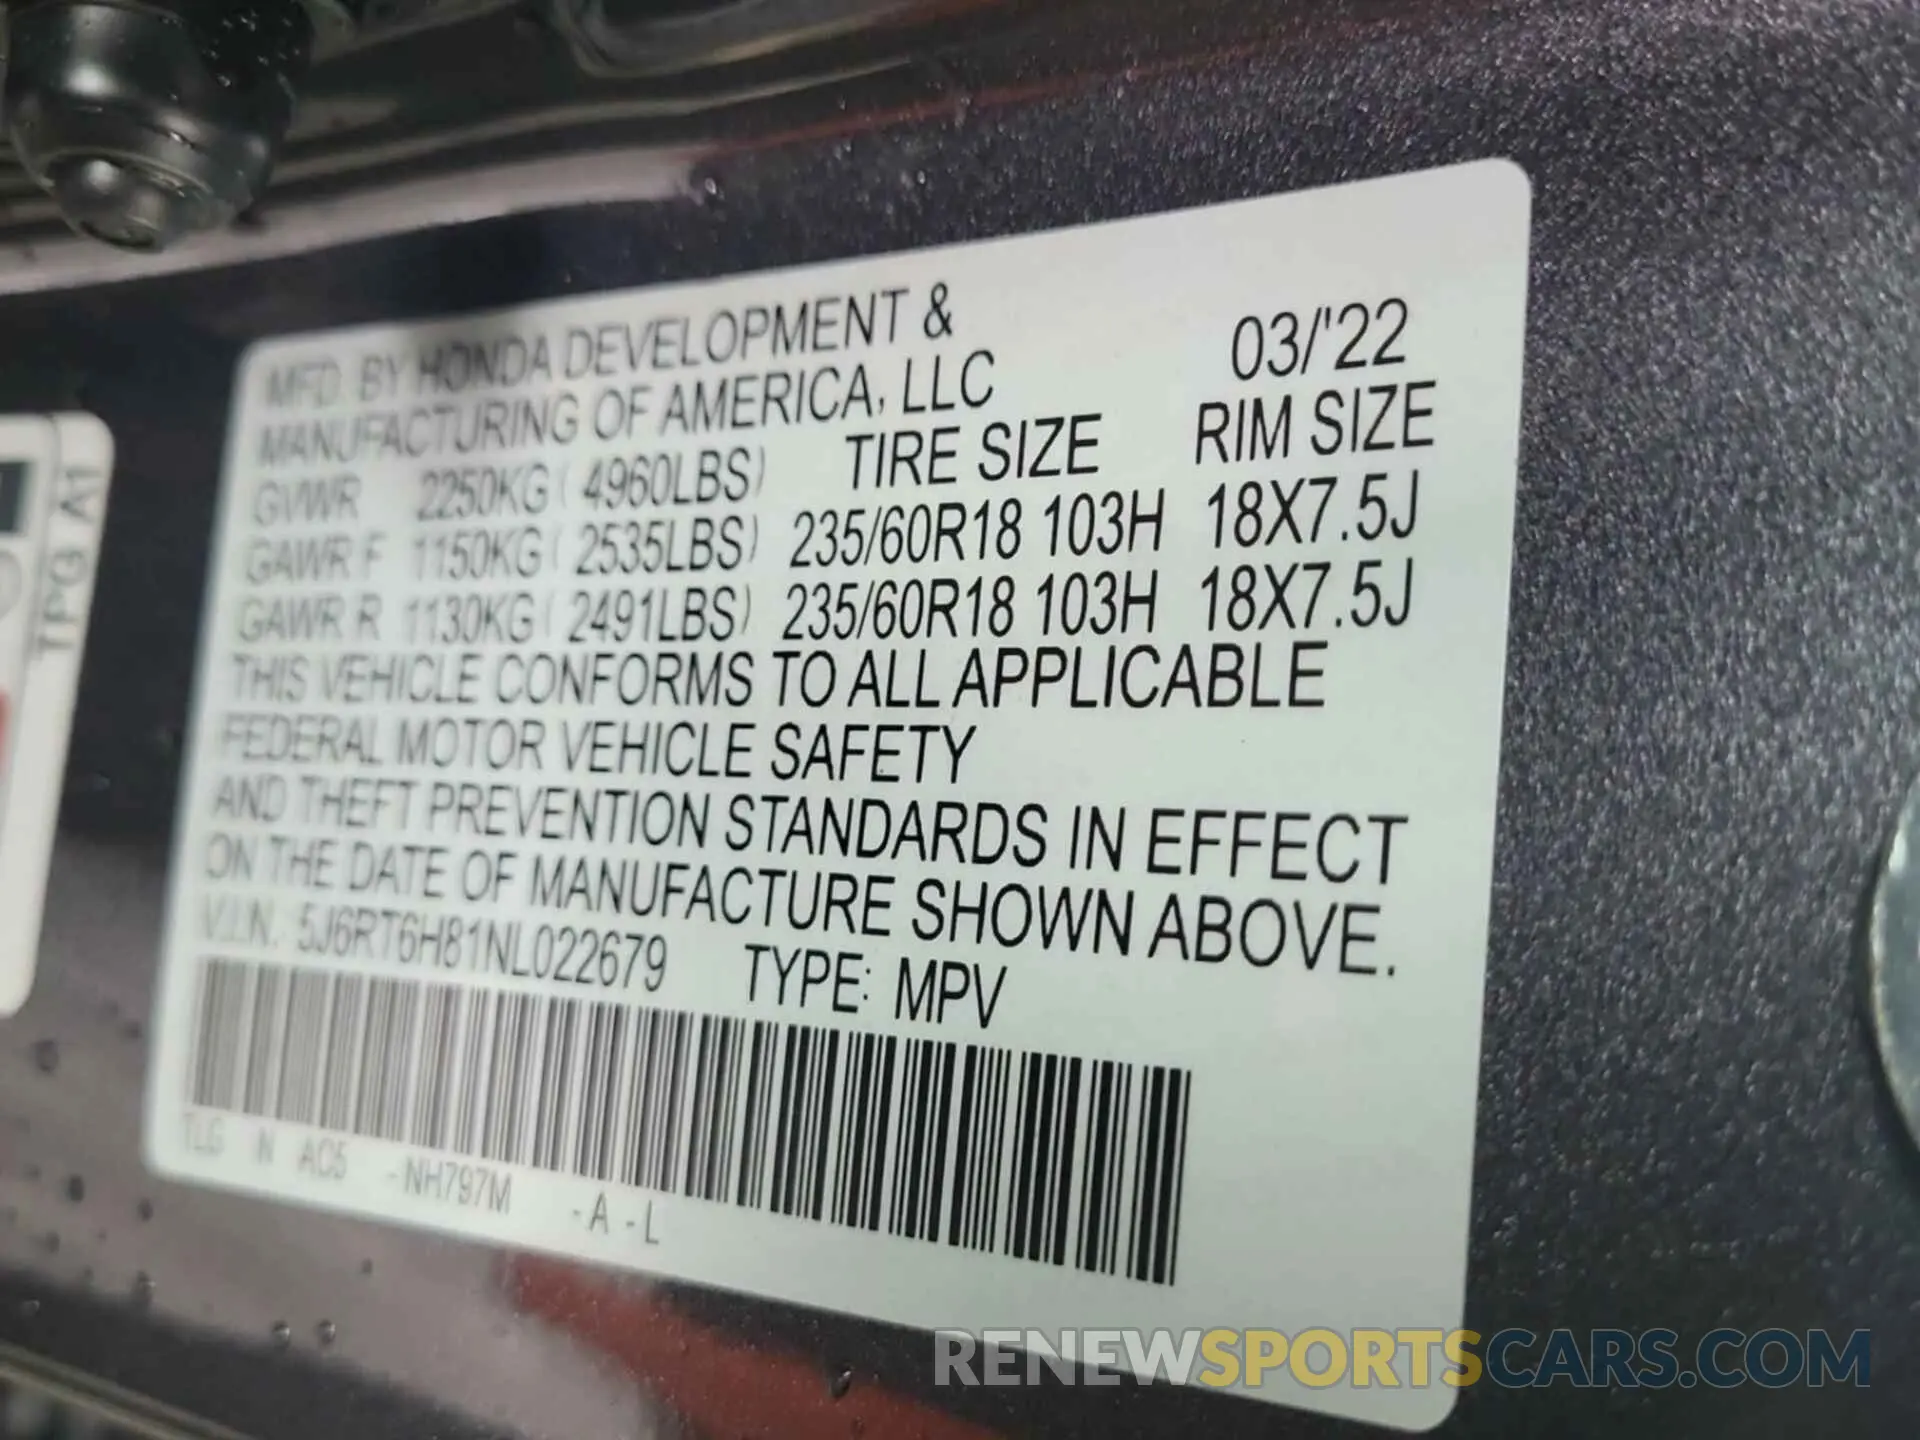 MFD. BY HONDA DEVELOPMENT &
MANUFACTURING OF AMERICA, LLC
03/'22
GVWR 2250KG ( 4960LBS) TIRE SIZE RIM SIZE
GAWR F 1150KG ( 2535LBS) 235/60R18 103H 18X7.5J
GAWR R 1130KG ( 2491LBS) 235/60R18 103H 18X7.5J
THIS VEHICLE CONFORMS TO ALL APPLICABLE
FEDERAL MOTOR VEHICLE SAFETY
AND THEFT PREVENTION STANDARDS IN EFFECT
ON THE DATE OF MANUFACTURE SHOWN ABOVE.
V.I.N. 5J6RT6H81NL022679 TYPE: MPV
TLG N AC5 -NH797M -A -L
TPG A1
RENEWSPORTSCARS.COM